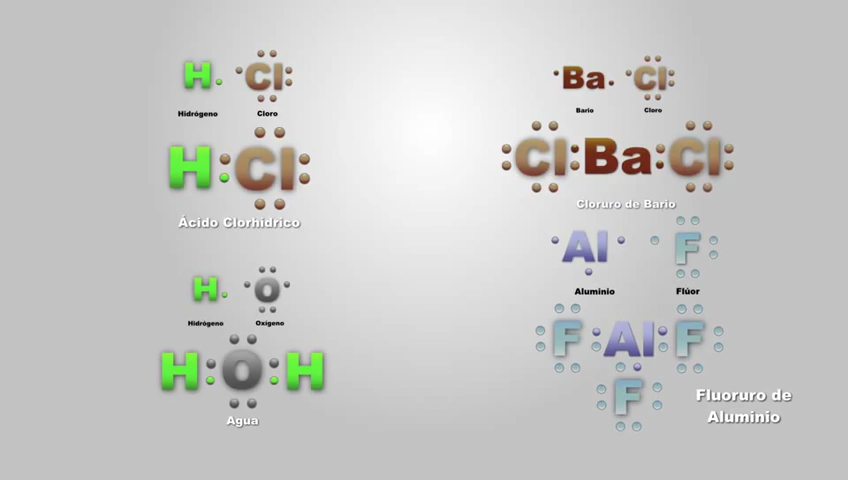 H Cl
Hidrógeno Cloro
H Cl
Ácido Clorhídrico
H O
Hidrógeno Oxígeno
H O H
Agua
Ba Cl
Bario Cloro
Cl Ba Cl
Cloruro de Bario
Al F
Aluminio Flúor
F Al F
F
Fluoruro de
Aluminio